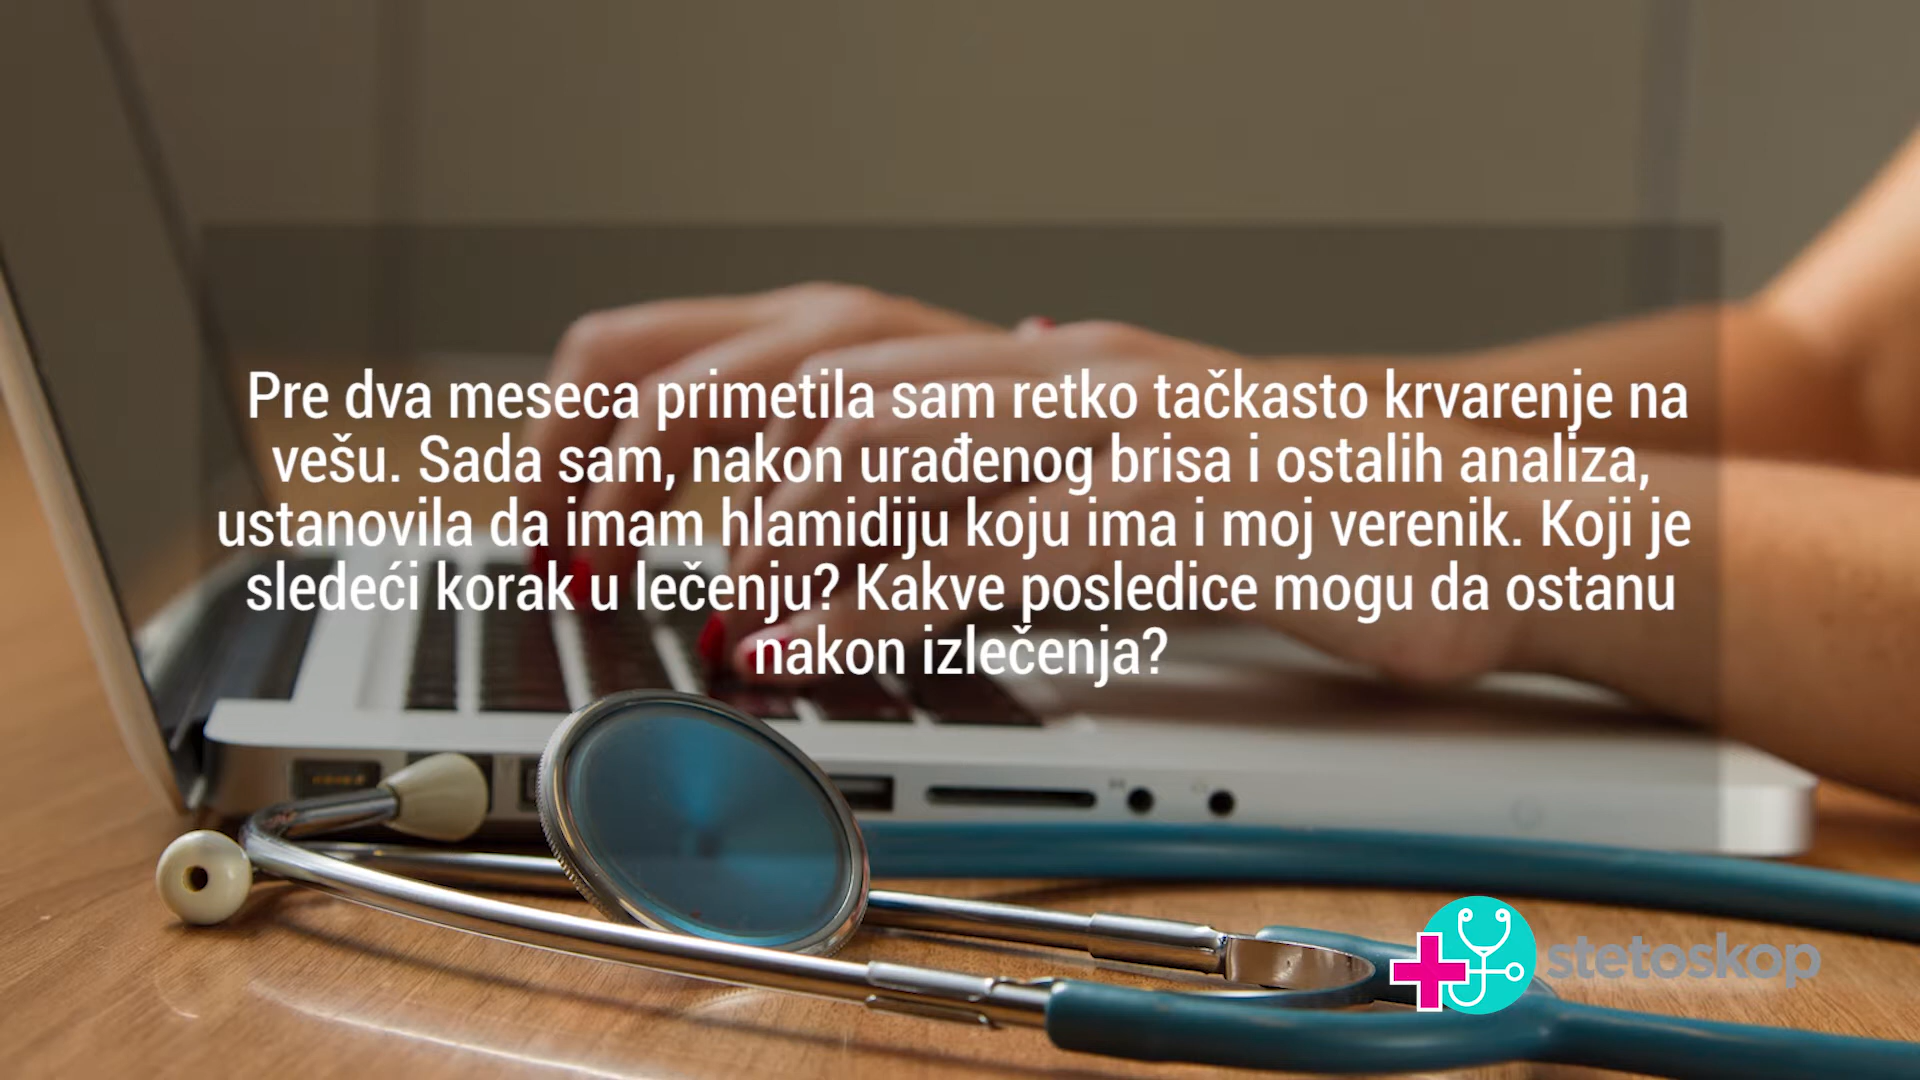 Pre dva meseca primetila sam retko tačkasto krvarenje na
vešu. Sada sam, nakon urađenog brisa i ostalih analiza,
ustanovila da imam hlamidiju koju ima i moj verenik. Koji je
sledeći korak u lečenju? Kakve posledice mogu da ostanu
nakon izlečenja?
stetoskop